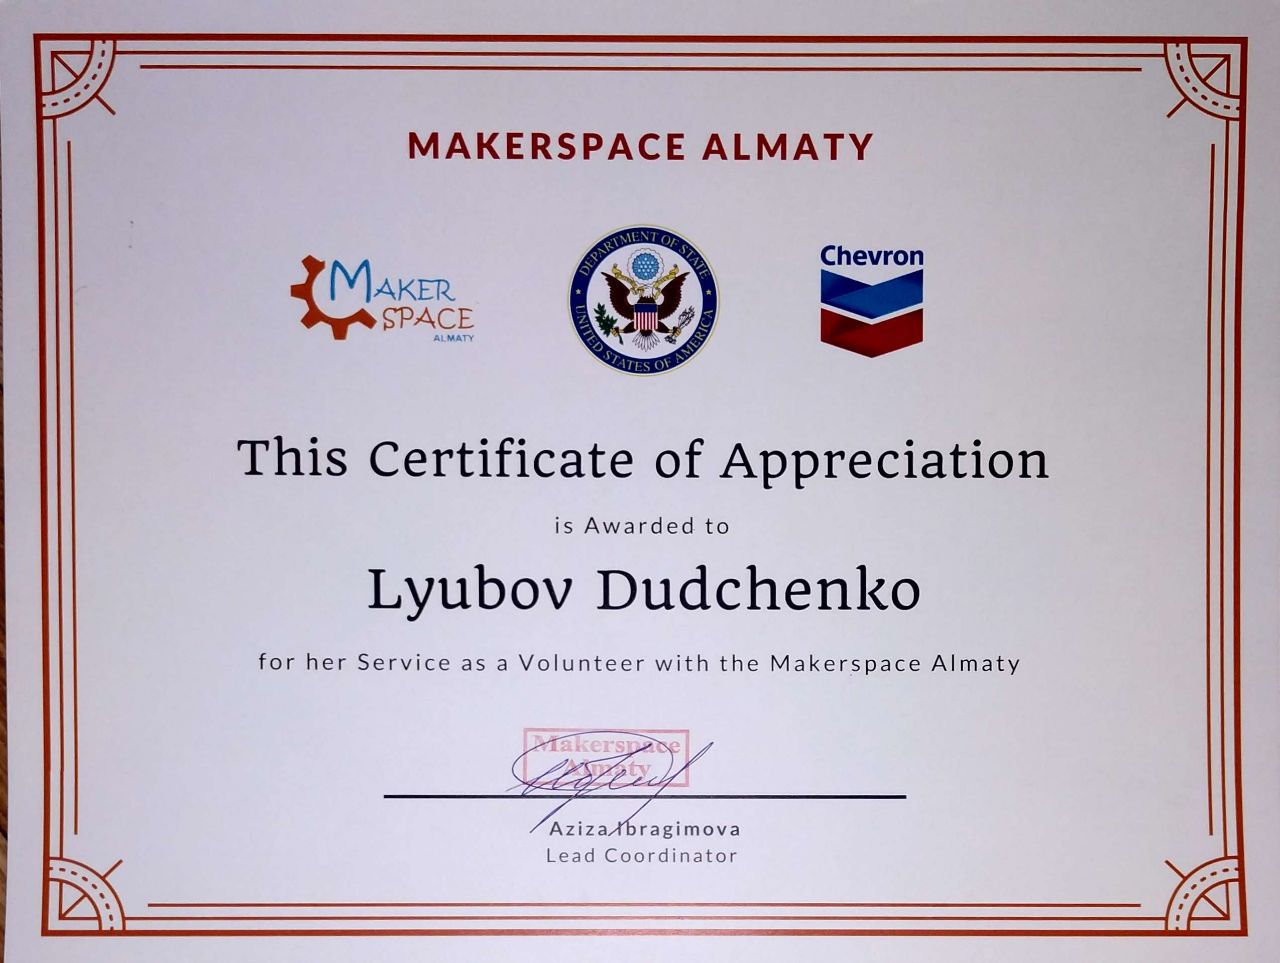 MAKERSPACE ALMATY
MAKER
SPACE
ALMATY
DEPARTMENT OF STATE
UNITED STATES OF AMERICA
Chevron
This Certificate of Appreciation
is Awarded to
Lyubov Dudchenko
for her Service as a Volunteer with the Makerspace Almaty
Makerspace
Almaty
Aziza Ibragimova
Lead Coordinator